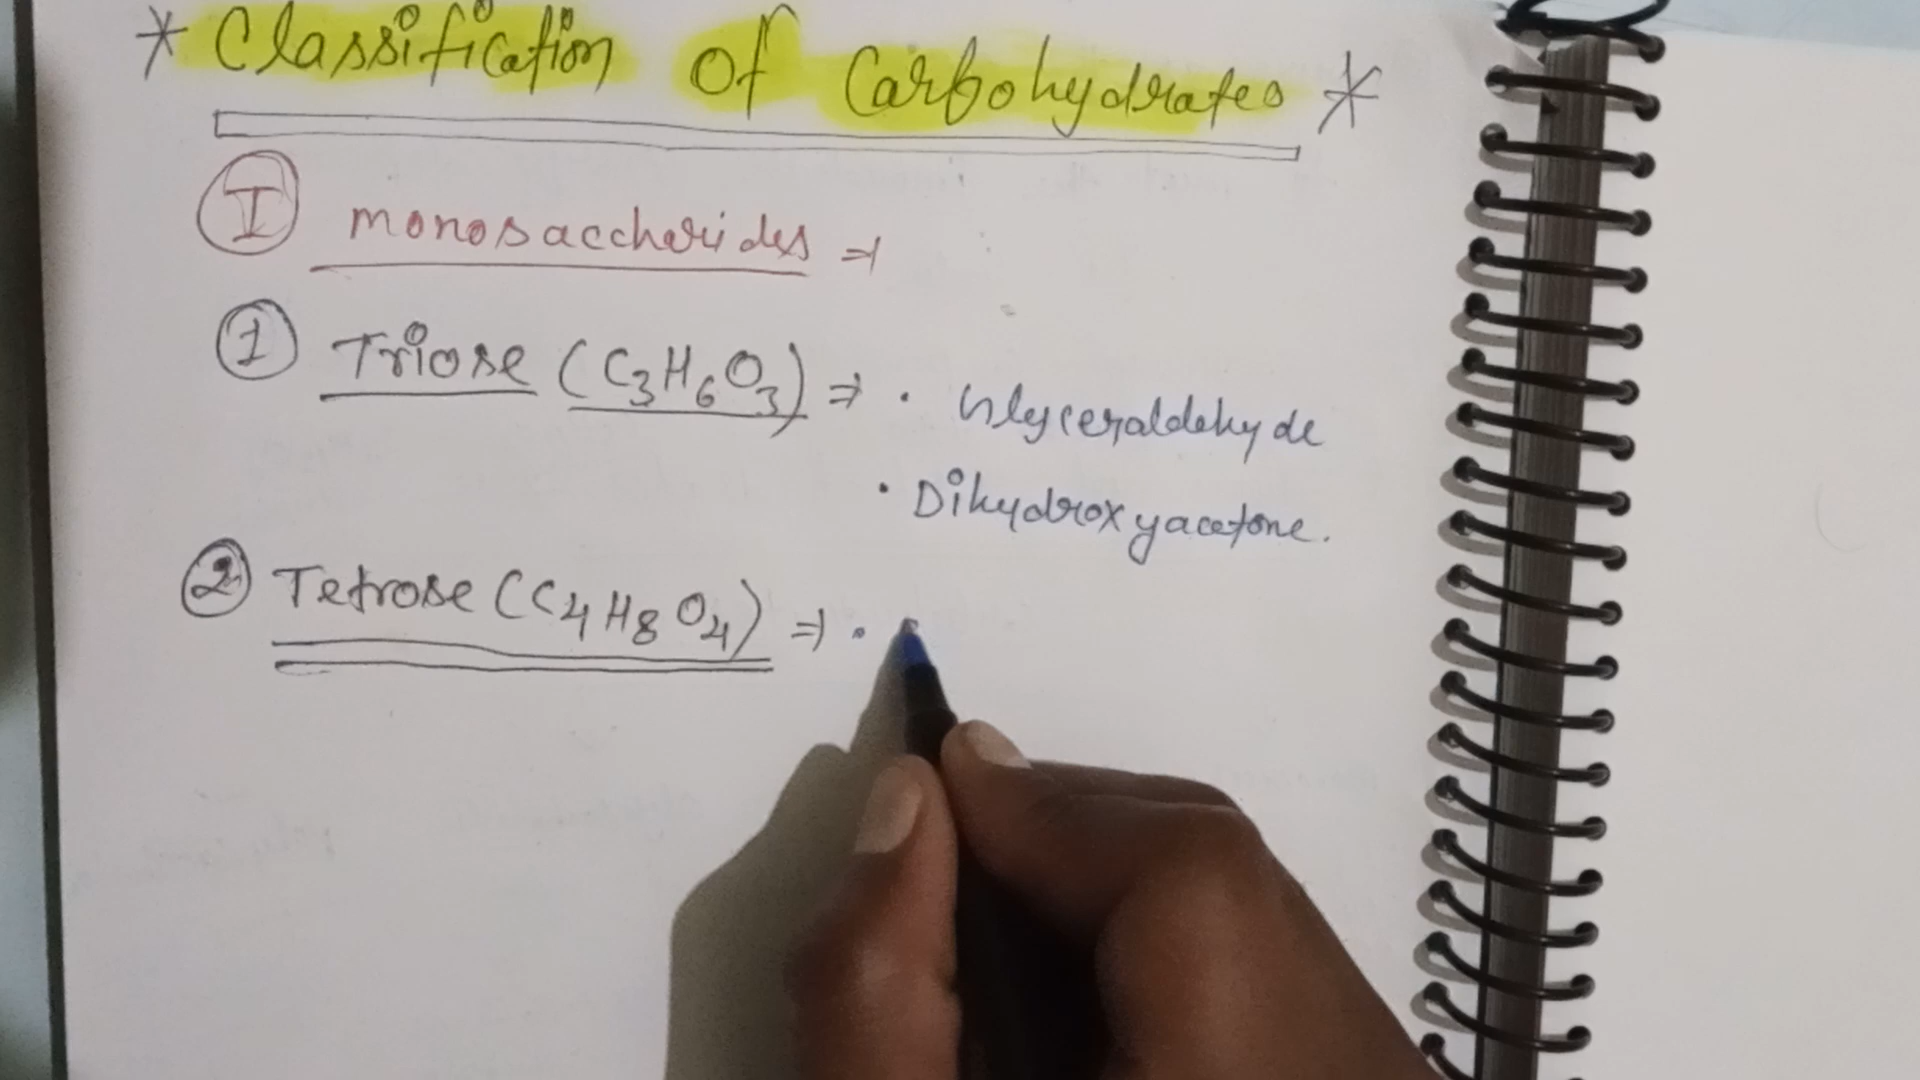 * Classification of Carbohydrates *
I monosaccharides ⇒
1 Triose (C₃H₆O₃) ⇒ • Glyceraldehyde
• Dihydroxyacetone.
2 Tetrose (C₄H₈O₄) ⇒ •